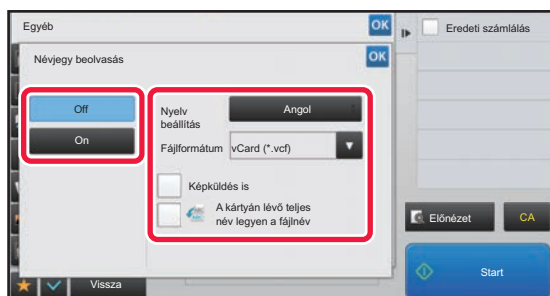 Egyéb
OK
Eredeti számlálás
Névjegy beolvasás
OK
Off
On
Nyelv
beállítás
Angol
Fájlformátum
vCard (*.vcf)
Képküldés is
A kártyán lévő teljes
név legyen a fájlnév
Előnézet
CA
Vissza
Start